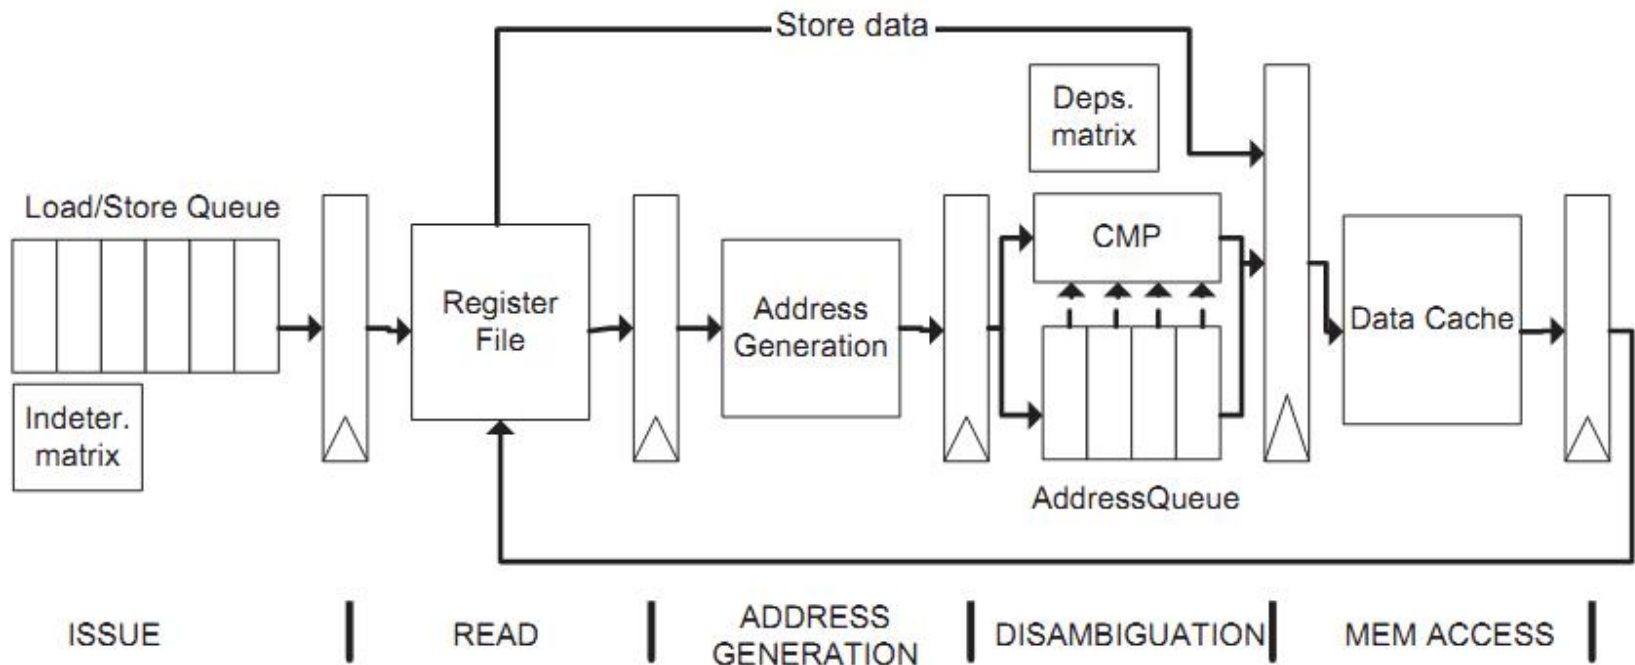 Store data
Deps.
matrix
Load/Store Queue
CMP
Register
File
Address
Generation
Data Cache
Indeter.
matrix
AddressQueue
ISSUE
READ
ADDRESS
GENERATION
DISAMBIGUATION
MEM ACCESS